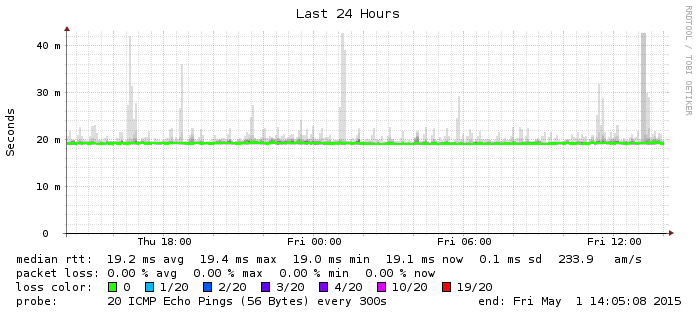 Last 24 Hours
RRDTOOL / TOBI OETIKER
Seconds
40 m
30 m
20 m
10 m
0
Thu 18:00 Fri 00:00 Fri 06:00 Fri 12:00
median rtt: 19.2 ms avg 19.4 ms max 19.0 ms min 19.1 ms now 0.1 ms sd 233.9 am/s
packet loss: 0.00 % avg 0.00 % max 0.00 % min 0.00 % now
loss color: 0 1/20 2/20 3/20 4/20 10/20 19/20
probe: 20 ICMP Echo Pings (56 Bytes) every 300s end: Fri May 1 14:05:08 2015